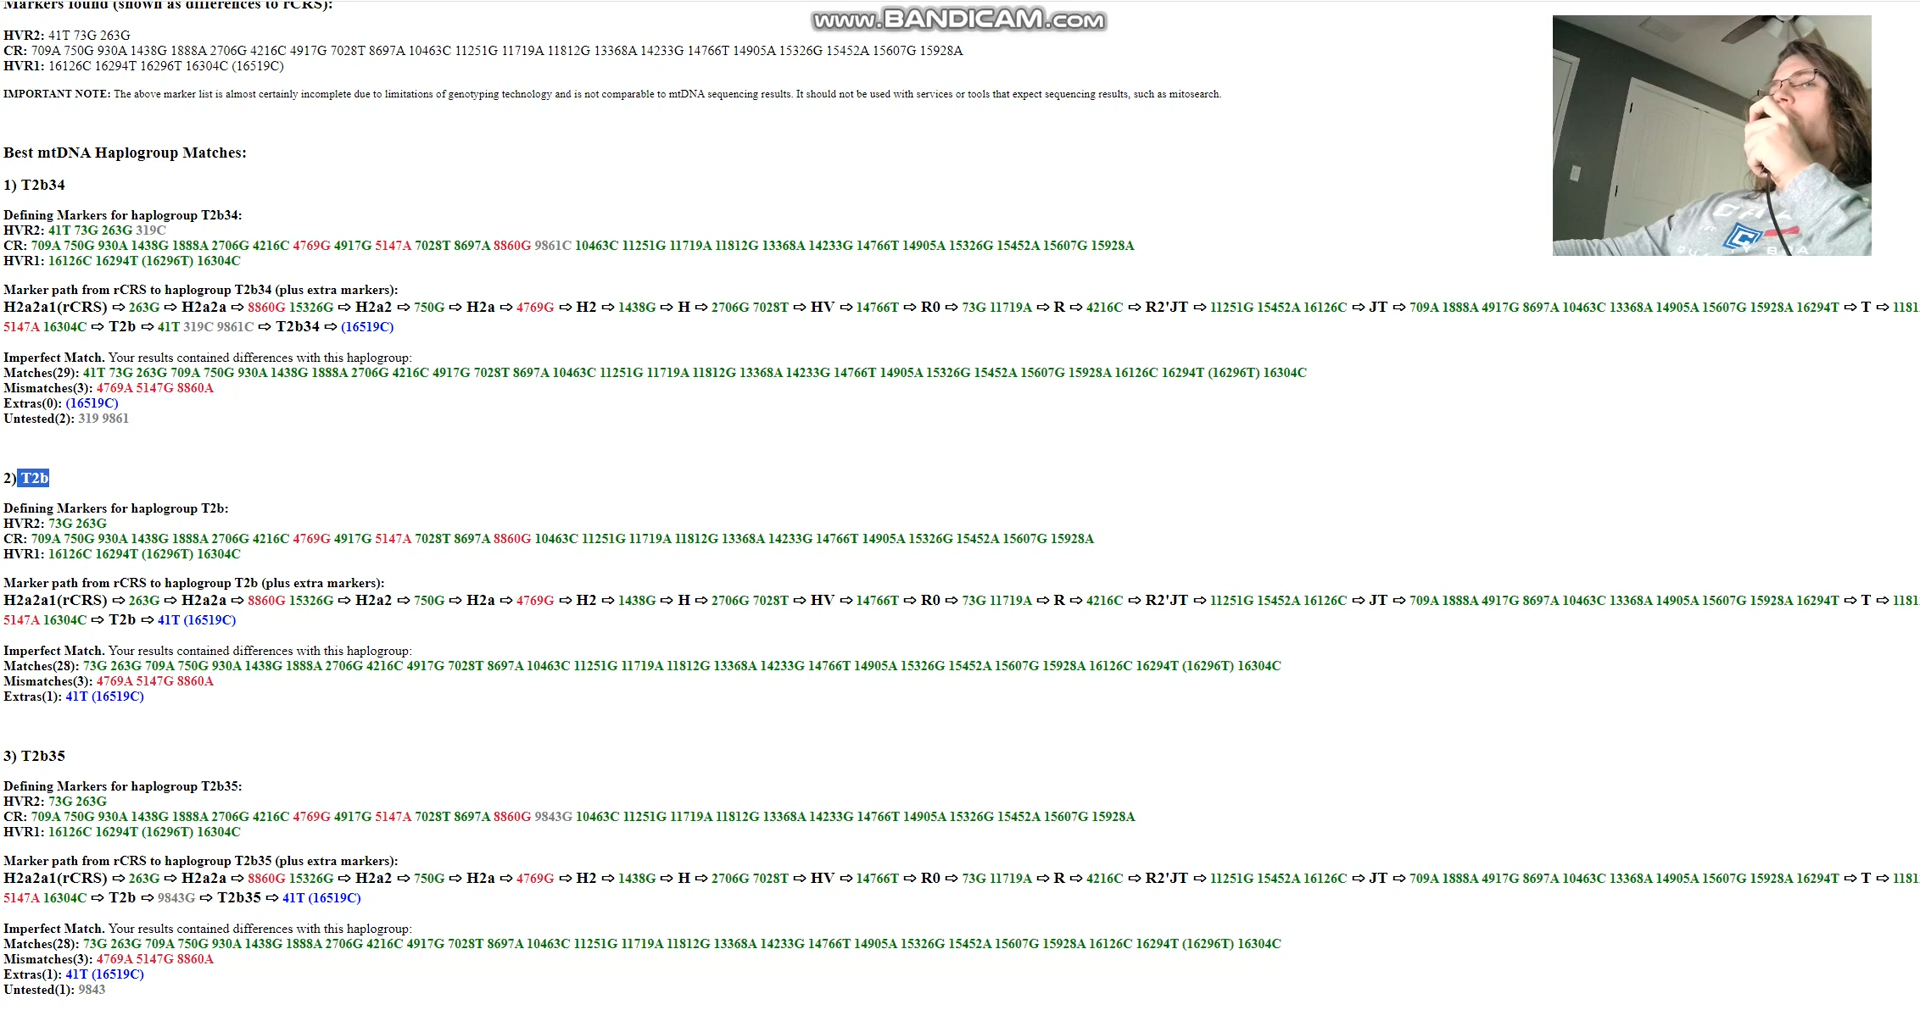 Markers found (shown as differences to rCRS):
www.BANDICAM.com
HVR2: 41T 73G 263G
CR: 709A 750G 930A 1438G 1888A 2706G 4216C 4917G 7028T 8697A 10463C 11251G 11719A 11812G 13368A 14233G 14766T 14905A 15326G 15452A 15607G 15928A
HVR1: 16126C 16294T 16296T 16304C (16519C)
IMPORTANT NOTE: The above marker list is almost certainly incomplete due to limitations of genotyping technology and is not comparable to mtDNA sequencing results. It should not be used with services or tools that expect sequencing results, such as mitosearch.
Best mtDNA Haplogroup Matches:
1) T2b34
Defining Markers for haplogroup T2b34:
HVR2: 41T 73G 263G 319C
CR: 709A 750G 930A 1438G 1888A 2706G 4216C 4769G 4917G 5147A 7028T 8697A 8860G 9861C 10463C 11251G 11719A 11812G 13368A 14233G 14766T 14905A 15326G 15452A 15607G 15928A
HVR1: 16126C 16294T (16296T) 16304C
Marker path from rCRS to haplogroup T2b34 (plus extra markers):
H2a2a1(rCRS) ⇨ 263G ⇨ H2a2a ⇨ 8860G 15326G ⇨ H2a2 ⇨ 750G ⇨ H2a ⇨ 4769G ⇨ H2 ⇨ 1438G ⇨ H ⇨ 2706G 7028T ⇨ HV ⇨ 14766T ⇨ R0 ⇨ 73G 11719A ⇨ R ⇨ 4216C ⇨ R2'JT ⇨ 11251G 15452A 16126C ⇨ JT ⇨ 709A 1888A 4917G 8697A 10463C 13368A 14905A 15607G 15928A 16294T ⇨ T ⇨ 1181
5147A 16304C ⇨ T2b ⇨ 41T 319C 9861C ⇨ T2b34 ⇨ (16519C)
Imperfect Match. Your results contained differences with this haplogroup:
Matches(29): 41T 73G 263G 709A 750G 930A 1438G 1888A 2706G 4216C 4917G 7028T 8697A 10463C 11251G 11719A 11812G 13368A 14233G 14766T 14905A 15326G 15452A 15607G 15928A 16126C 16294T (16296T) 16304C
Mismatches(3): 4769A 5147G 8860A
Extras(0): (16519C)
Untested(2): 319 9861
2) T2b
Defining Markers for haplogroup T2b:
HVR2: 73G 263G
CR: 709A 750G 930A 1438G 1888A 2706G 4216C 4769G 4917G 5147A 7028T 8697A 8860G 10463C 11251G 11719A 11812G 13368A 14233G 14766T 14905A 15326G 15452A 15607G 15928A
HVR1: 16126C 16294T (16296T) 16304C
Marker path from rCRS to haplogroup T2b (plus extra markers):
H2a2a1(rCRS) ⇨ 263G ⇨ H2a2a ⇨ 8860G 15326G ⇨ H2a2 ⇨ 750G ⇨ H2a ⇨ 4769G ⇨ H2 ⇨ 1438G ⇨ H ⇨ 2706G 7028T ⇨ HV ⇨ 14766T ⇨ R0 ⇨ 73G 11719A ⇨ R ⇨ 4216C ⇨ R2'JT ⇨ 11251G 15452A 16126C ⇨ JT ⇨ 709A 1888A 4917G 8697A 10463C 13368A 14905A 15607G 15928A 16294T ⇨ T ⇨ 1181
5147A 16304C ⇨ T2b ⇨ 41T (16519C)
Imperfect Match. Your results contained differences with this haplogroup:
Matches(28): 73G 263G 709A 750G 930A 1438G 1888A 2706G 4216C 4917G 7028T 8697A 10463C 11251G 11719A 11812G 13368A 14233G 14766T 14905A 15326G 15452A 15607G 15928A 16126C 16294T (16296T) 16304C
Mismatches(3): 4769A 5147G 8860A
Extras(1): 41T (16519C)
3) T2b35
Defining Markers for haplogroup T2b35:
HVR2: 73G 263G
CR: 709A 750G 930A 1438G 1888A 2706G 4216C 4769G 4917G 5147A 7028T 8697A 8860G 9843G 10463C 11251G 11719A 11812G 13368A 14233G 14766T 14905A 15326G 15452A 15607G 15928A
HVR1: 16126C 16294T (16296T) 16304C
Marker path from rCRS to haplogroup T2b35 (plus extra markers):
H2a2a1(rCRS) ⇨ 263G ⇨ H2a2a ⇨ 8860G 15326G ⇨ H2a2 ⇨ 750G ⇨ H2a ⇨ 4769G ⇨ H2 ⇨ 1438G ⇨ H ⇨ 2706G 7028T ⇨ HV ⇨ 14766T ⇨ R0 ⇨ 73G 11719A ⇨ R ⇨ 4216C ⇨ R2'JT ⇨ 11251G 15452A 16126C ⇨ JT ⇨ 709A 1888A 4917G 8697A 10463C 13368A 14905A 15607G 15928A 16294T ⇨ T ⇨ 1181
5147A 16304C ⇨ T2b ⇨ 9843G ⇨ T2b35 ⇨ 41T (16519C)
Imperfect Match. Your results contained differences with this haplogroup:
Matches(28): 73G 263G 709A 750G 930A 1438G 1888A 2706G 4216C 4917G 7028T 8697A 10463C 11251G 11719A 11812G 13368A 14233G 14766T 14905A 15326G 15452A 15607G 15928A 16126C 16294T (16296T) 16304C
Mismatches(3): 4769A 5147G 8860A
Extras(1): 41T (16519C)
Untested(1): 9843